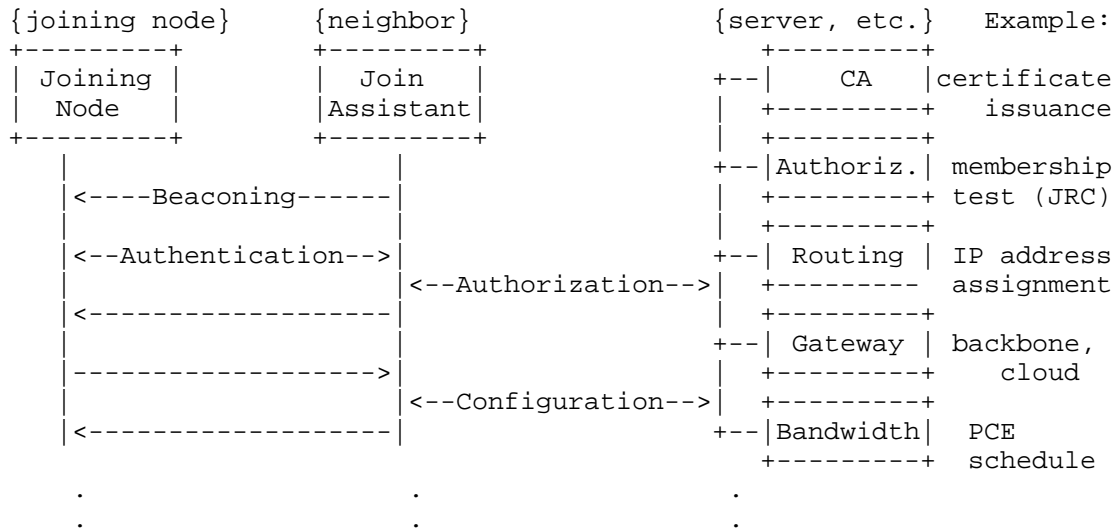 {joining node}    {neighbor}    {server, etc.}    Example:
+---------+    +---------+    +---------+
| Joining |    |  Join   |    +--|   CA    |certificate
|  Node   |    |Assistant|    |  +---------+   issuance
+---------+    +---------+    |  +---------+
|    |    +--|Authoriz.| membership
|<----Beaconing------|    |  +---------+ test (JRC)
|    |    |  +---------+
|<--Authentication-->|    +--| Routing | IP address
|    |<--Authorization-->|  +---------  assignment
|<-------------------|    |  +---------+
|    |    +--| Gateway | backbone,
|------------------->|    |  +---------+    cloud
|    |<--Configuration-->|  +---------+
|<-------------------|    +--|Bandwidth|  PCE
+---------+  schedule
.    .    .
.    .    .